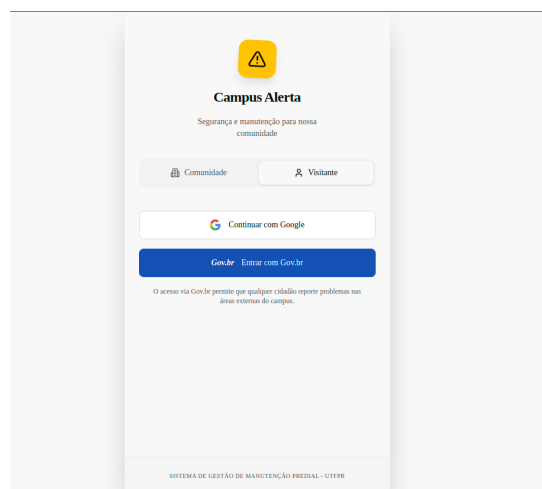 Campus Alerta
Segurança e manutenção para nossa
comunidade
Comunidade
Visitante
Continuar com Google
Gov.br Entrar com Gov.br
O acesso via Gov.br permite que qualquer cidadão reporte problemas nas
áreas externas do campus.
SISTEMA DE GESTÃO DE MANUTENÇÃO PREDIAL - UTFPR